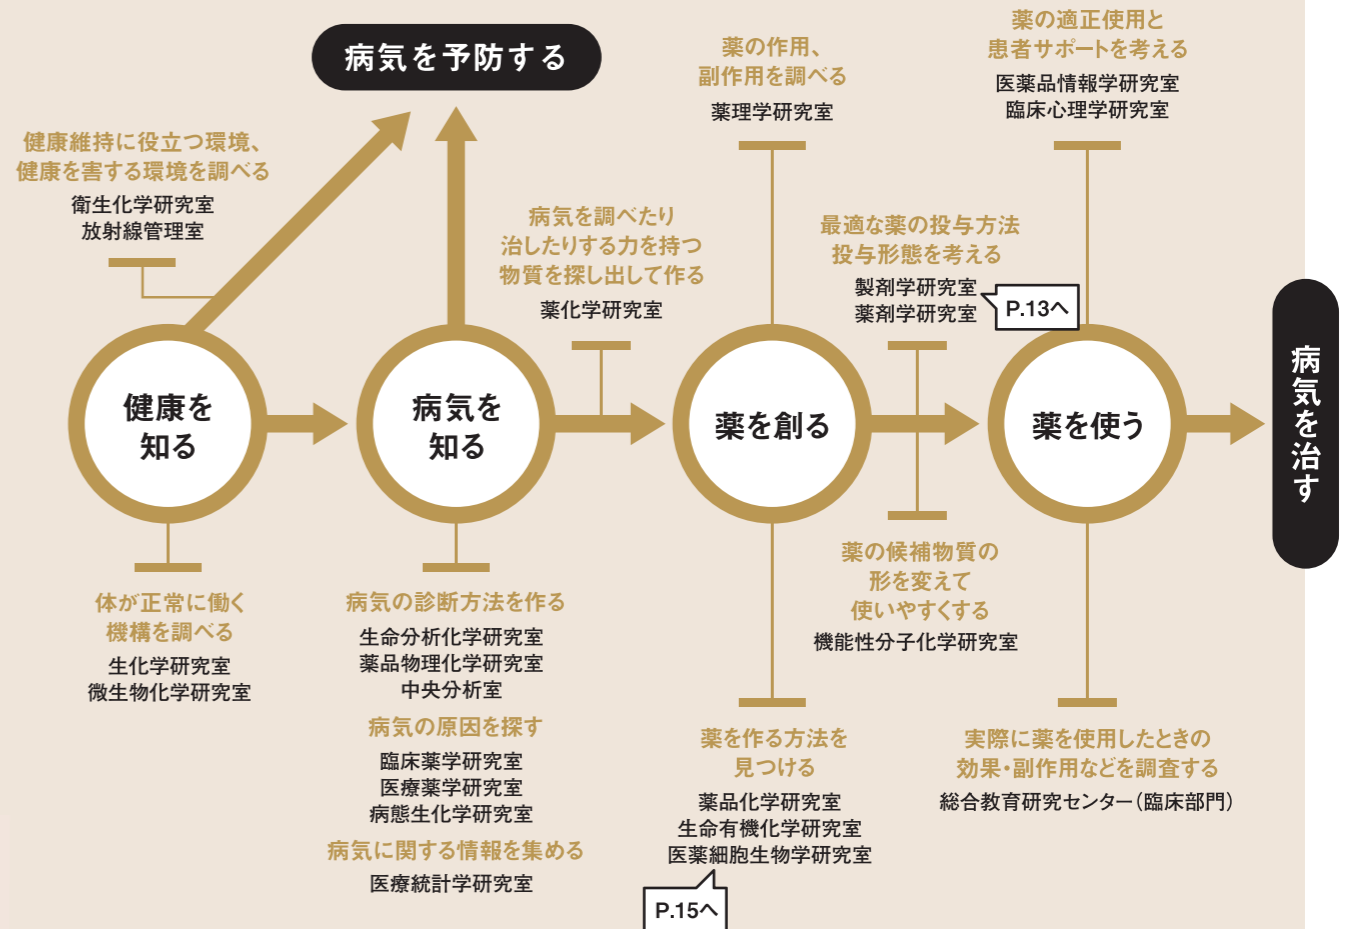 病気を予防する
健康維持に役立つ環境、
健康を害する環境を調べる
衛生化学研究室
放射線管理室
病気を調べたり
治したりする力を持つ
物質を探し出して作る
薬化学研究室
薬の作用、
副作用を調べる
薬理学研究室
最適な薬の投与方法
投与形態を考える
製剤学研究室
薬剤学研究室
P.13へ
薬の適正使用と
患者サポートを考える
医薬品情報学研究室
臨床心理学研究室
健康を
知る
病気を
知る
薬を創る
薬を使う
病気を治す
体が正常に働く
機構を調べる
生化学研究室
微生物化学研究室
病気の診断方法を作る
生命分析化学研究室
薬品物理化学研究室
中央分析室
病気の原因を探す
臨床薬学研究室
医療薬学研究室
病態生化学研究室
病気に関する情報を集める
医療統計学研究室
薬を作る方法を
見つける
薬品化学研究室
生命有機化学研究室
医薬細胞生物学研究室
P.15へ
薬の候補物質の
形を変えて
使いやすくする
機能性分子化学研究室
実際に薬を使用したときの
効果・副作用などを調査する
総合教育研究センター（臨床部門）